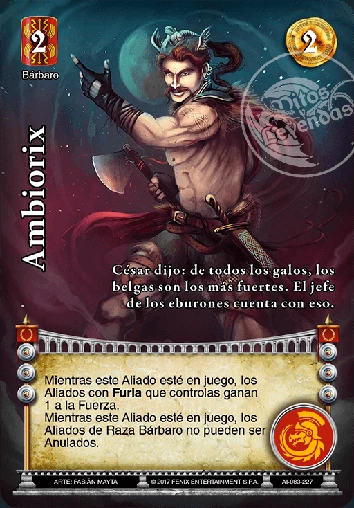 2
2
Bárbaro
Mitos
y
Leyendas
Ambiorix
César dijo: de todos los galos, los
belgas son los más fuertes. El jefe
de los eburones cuenta con eso.
Mientras este Aliado esté en juego, los
Aliados con Furia que controlas ganan
1 a la Fuerza.
Mientras este Aliado esté en juego, los
Aliados de Raza Bárbaro no pueden ser
Anulados.
ARTE: FABIÁN MAYTA
© 2017 FENIX ENTERTAINMENT S.P.A.